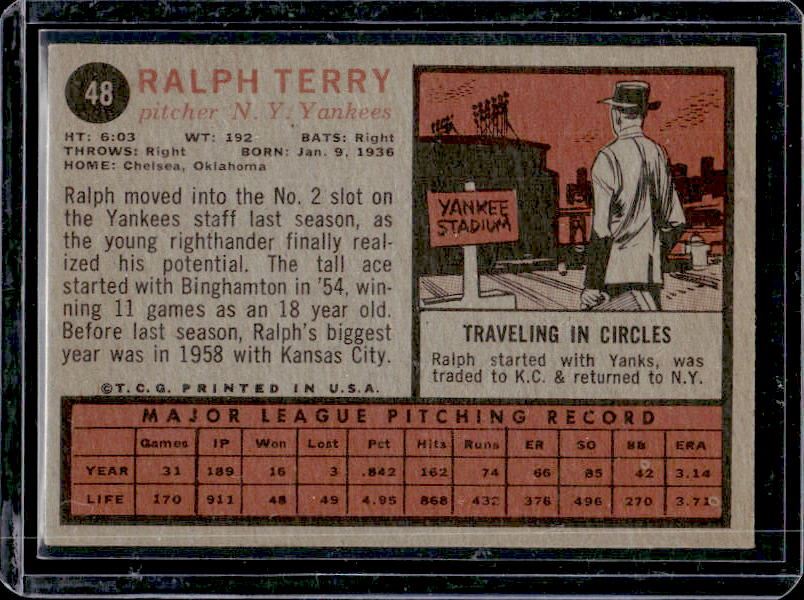 48
RALPH TERRY
pitcher N. Y. Yankees
HT: 6:03 WT: 192 BATS: Right
THROWS: Right BORN: Jan. 9, 1936
HOME: Chelsea, Oklahoma
Ralph moved into the No. 2 slot on
the Yankees staff last season, as
the young righthander finally real-
ized his potential. The tall ace
started with Binghamton in '54, win-
ning 11 games as an 18 year old.
Before last season, Ralph's biggest
year was in 1958 with Kansas City.
©T.C.G. PRINTED IN U.S.A.
YANKEE
STADIUM
TRAVELING IN CIRCLES
Ralph started with Yanks, was
traded to K.C. & returned to N.Y.
MAJOR LEAGUE PITCHING RECORD
Games IP Won Lost Pct Hits Runs ER SO BB ERA
YEAR 31 189 16 3 .842 162 74 66 85 42 3.14
LIFE 170 911 48 49 4.95 868 432 376 496 270 3.71